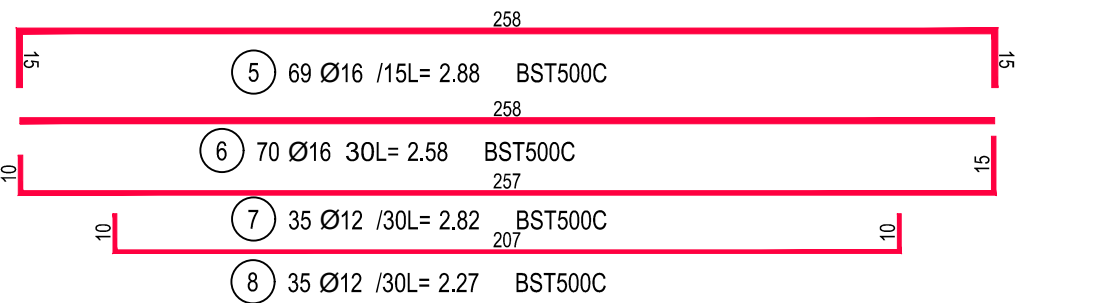 258
15 15
5 69 Ø16 /15L= 2.88 BST500C
258
6 70 Ø16 30L= 2.58 BST500C
10 15
257
7 35 Ø12 /30L= 2.82 BST500C
10 207 10
8 35 Ø12 /30L= 2.27 BST500C